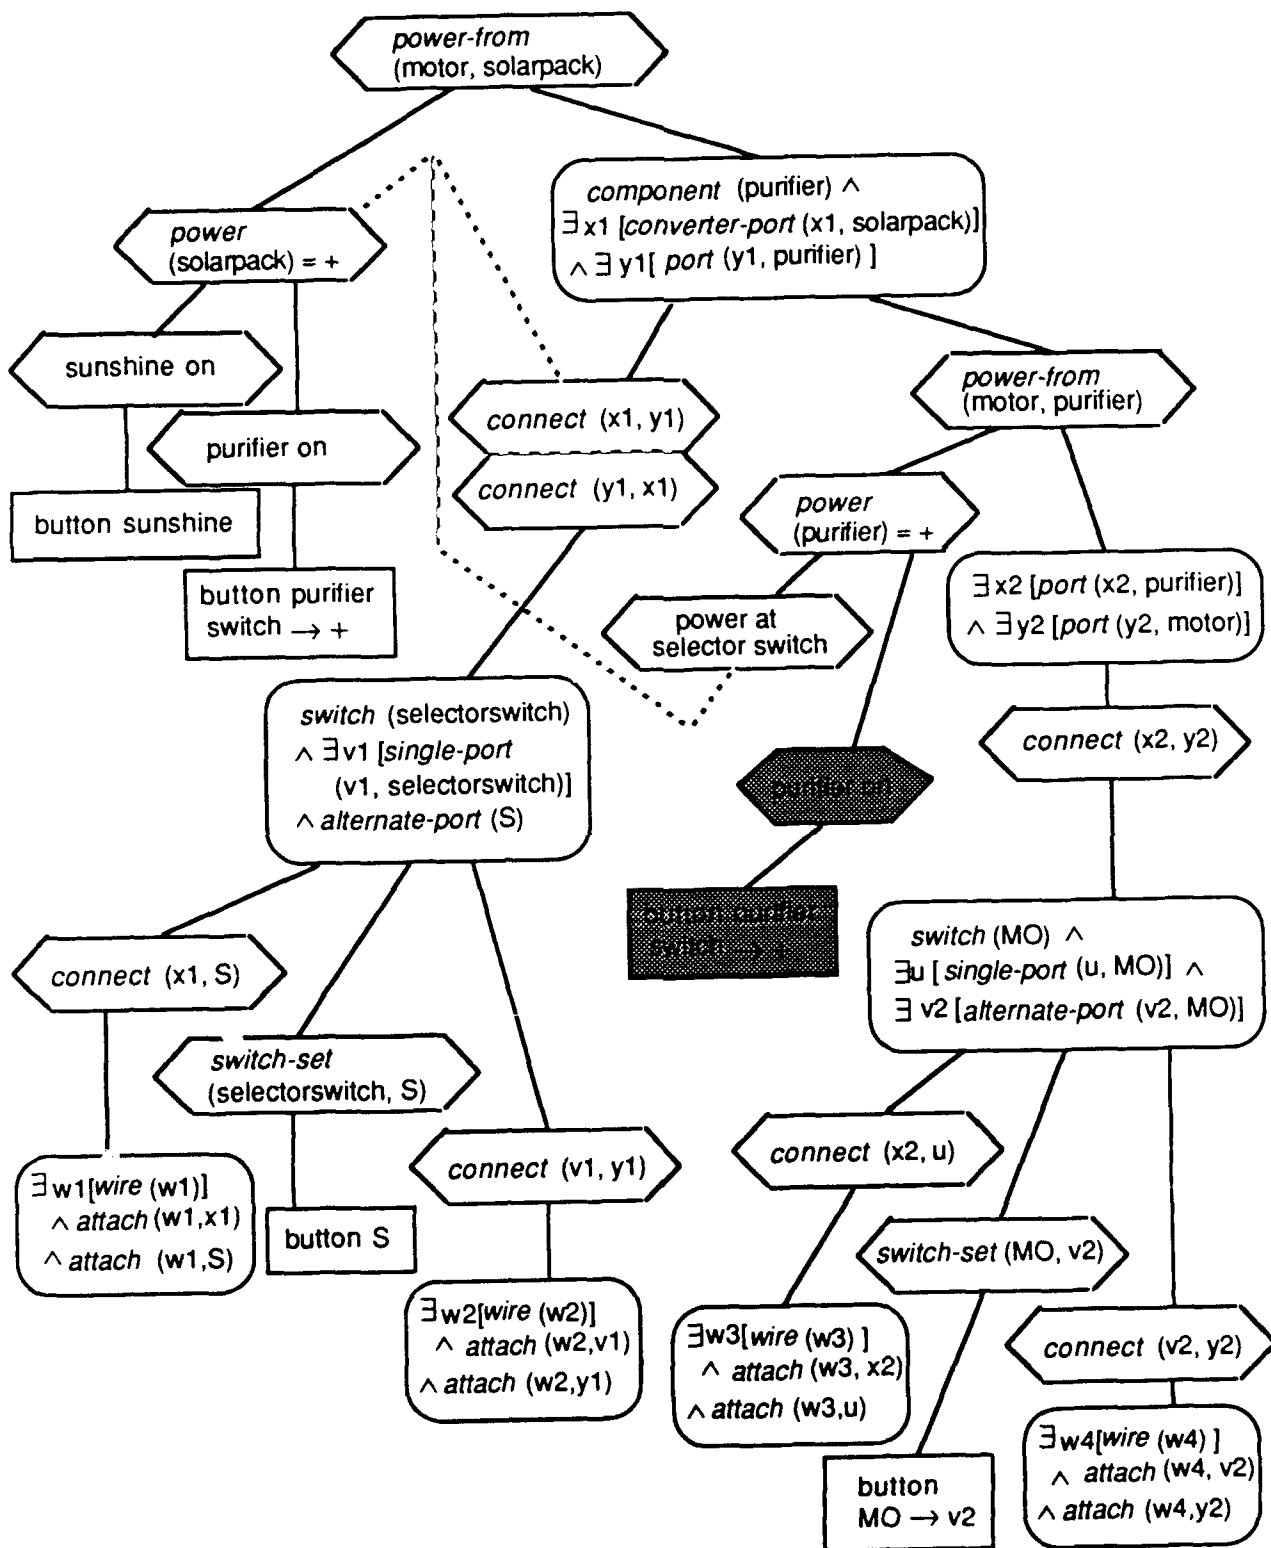 power-from
(motor, solarpack)
component (purifier) ∧
∃ x1 [converter-port (x1, solarpack)]
∧ ∃ y1[ port (y1, purifier) ]
power
(solarpack) = +
sunshine on
purifier on
button sunshine
button purifier
switch → +
connect (x1, y1)
connect (y1, x1)
power-from
(motor, purifier)
power
(purifier) = +
power at
selector switch
∃ x2 [port (x2, purifier)]
∧ ∃ y2 [port (y2, motor)]
connect (x2, y2)
purifier on
button purifier
switch → +
switch (selectorswitch)
∧ ∃ v1 [single-port
(v1, selectorswitch)]
∧ alternate-port (S)
switch (MO) ∧
∃u [ single-port (u, MO)] ∧
∃ v2 [alternate-port (v2, MO)]
connect (x1, S)
switch-set
(selectorswitch, S)
connect (v1, y1)
∃ w1[wire (w1)]
∧ attach (w1,x1)
∧ attach (w1,S)
button S
∃ w2[wire (w2)]
∧ attach (w2,v1)
∧ attach (w2,y1)
connect (x2, u)
switch-set (MO, v2)
connect (v2, y2)
∃w3[wire (w3) ]
∧ attach (w3, x2)
∧ attach (w3,u)
button
MO → v2
∃ w4[wire (w4) ]
∧ attach (w4, v2)
∧ attach (w4,y2)